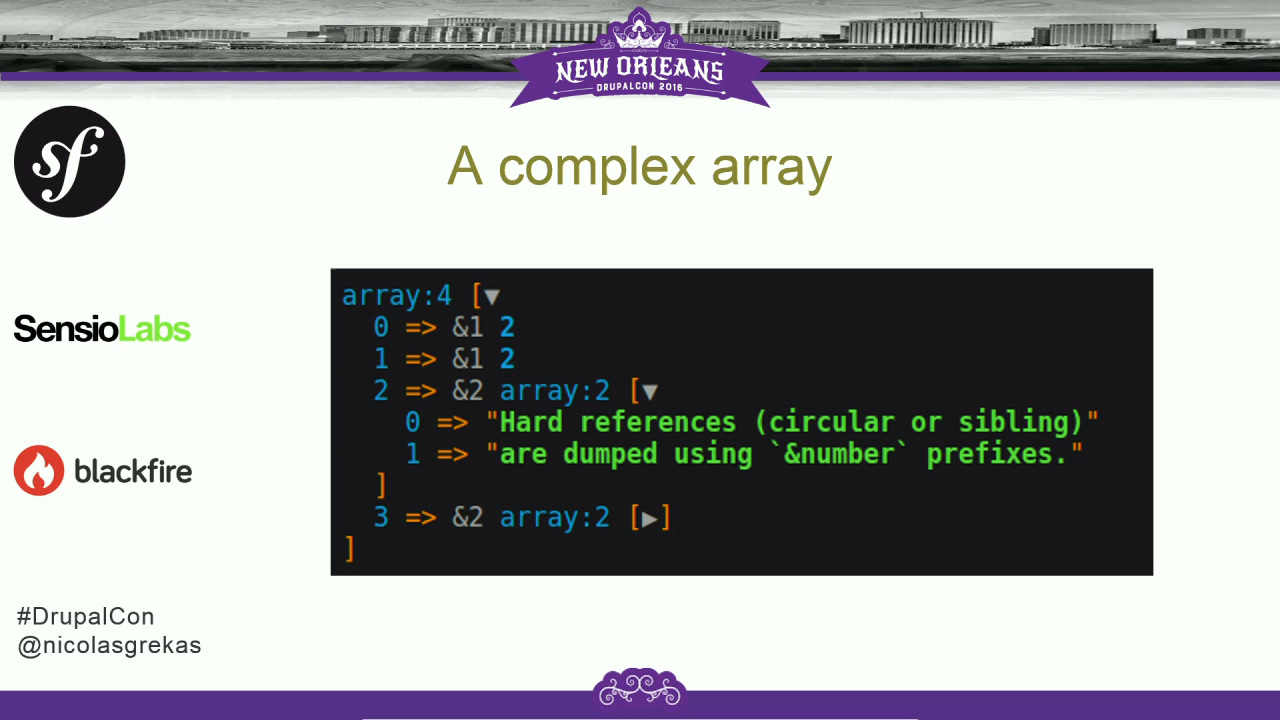 NEW ORLEANS
DRUPALCON 2016
sf
A complex array
SensioLabs
blackfire
array:4 [▼
  0 => &1 2
  1 => &1 2
  2 => &2 array:2 [▼
    0 => "Hard references (circular or sibling)"
    1 => "are dumped using `&number` prefixes."
  ]
  3 => &2 array:2 [▶]
]
#DrupalCon
@nicolasgrekas